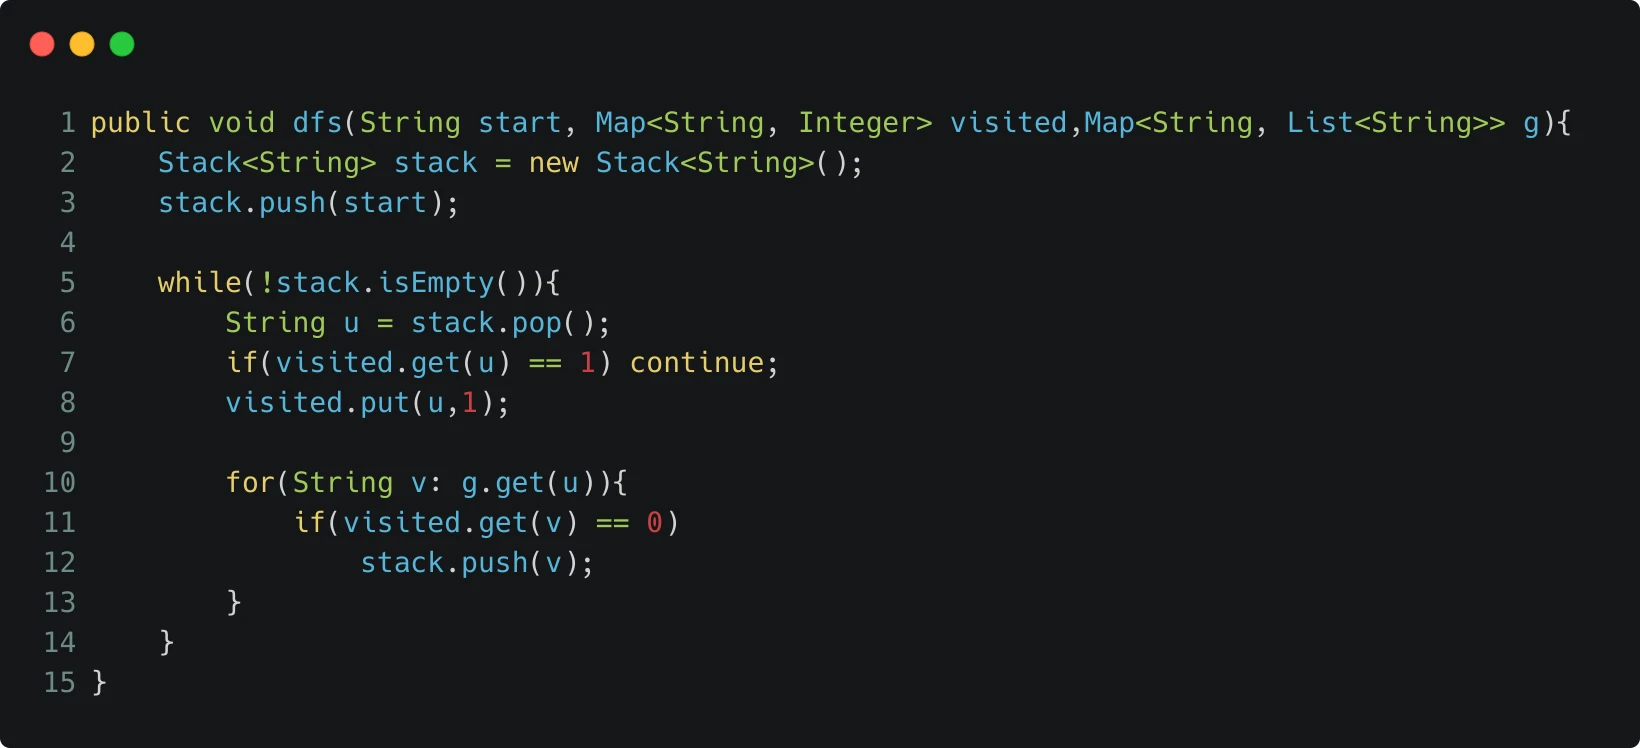 1 public void dfs(String start, Map<String, Integer> visited,Map<String, List<String>> g){
2     Stack<String> stack = new Stack<String>();
3     stack.push(start);
4
5     while(!stack.isEmpty()){
6         String u = stack.pop();
7         if(visited.get(u) == 1) continue;
8         visited.put(u,1);
9
10         for(String v: g.get(u)){
11             if(visited.get(v) == 0)
12                 stack.push(v);
13         }
14     }
15 }